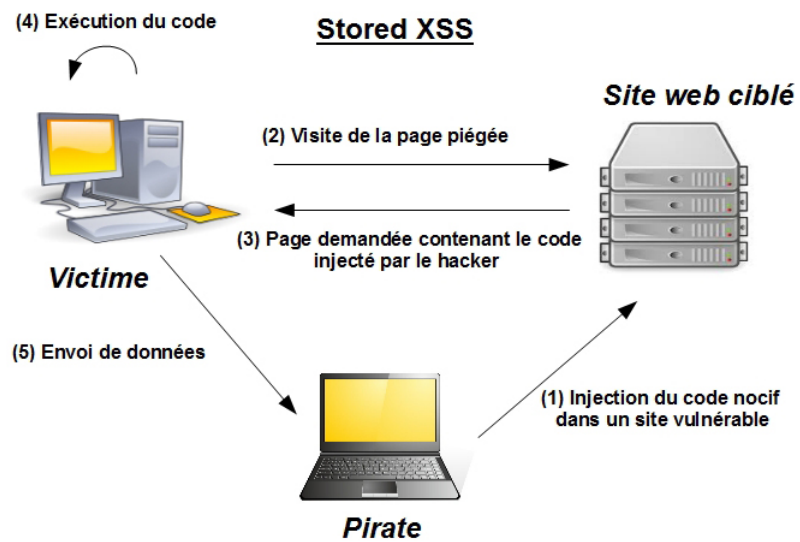 (4) Exécution du code
Stored XSS
Site web ciblé
(2) Visite de la page piégée
(3) Page demandée contenant le code
injecté par le hacker
Victime
(5) Envoi de données
(1) Injection du code nocif
dans un site vulnérable
Pirate